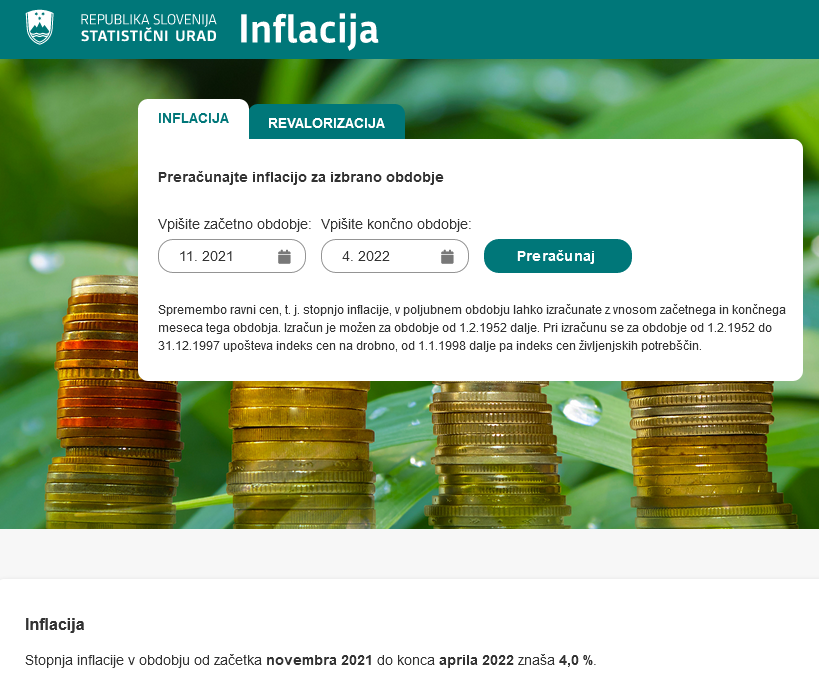 REPUBLIKA SLOVENIJA
STATISTIČNI URAD
Inflacija
INFLACIJA
REVALORIZACIJA
Preračunajte inflacijo za izbrano obdobje
Vpišite začetno obdobje: Vpišite končno obdobje:
11. 2021 4. 2022 Preračunaj
Spremembo ravni cen, t. j. stopnjo inflacije, v poljubnem obdobju lahko izračunate z vnosom začetnega in končnega
meseca tega obdobja. Izračun je možen za obdobje od 1.2.1952 dalje. Pri izračunu se za obdobje od 1.2.1952 do
31.12.1997 upošteva indeks cen na drobno, od 1.1.1998 dalje pa indeks cen življenjskih potrebščin.
Inflacija
Stopnja inflacije v obdobju od začetka novembra 2021 do konca aprila 2022 znaša 4,0 %.